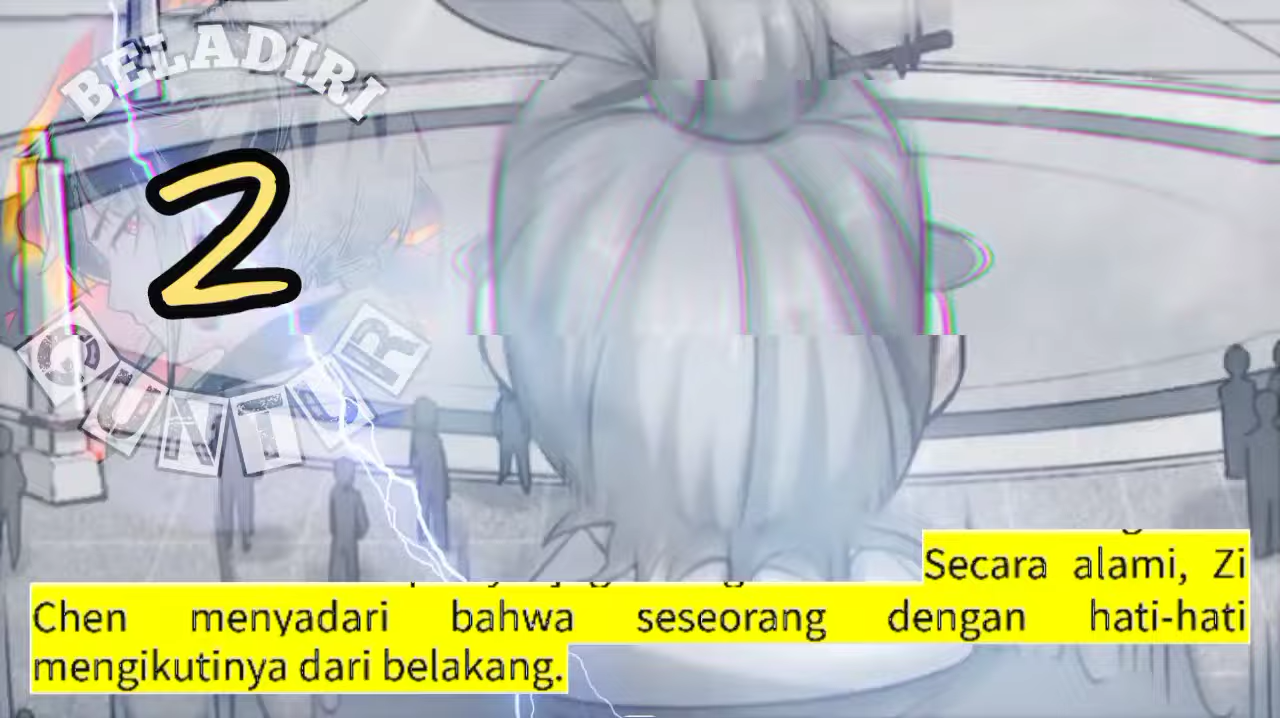 BELADIRI
2
GUNTUR
Secara alami, Zi
Chen menyadari bahwa seseorang dengan hati-hati
mengikutinya dari belakang.